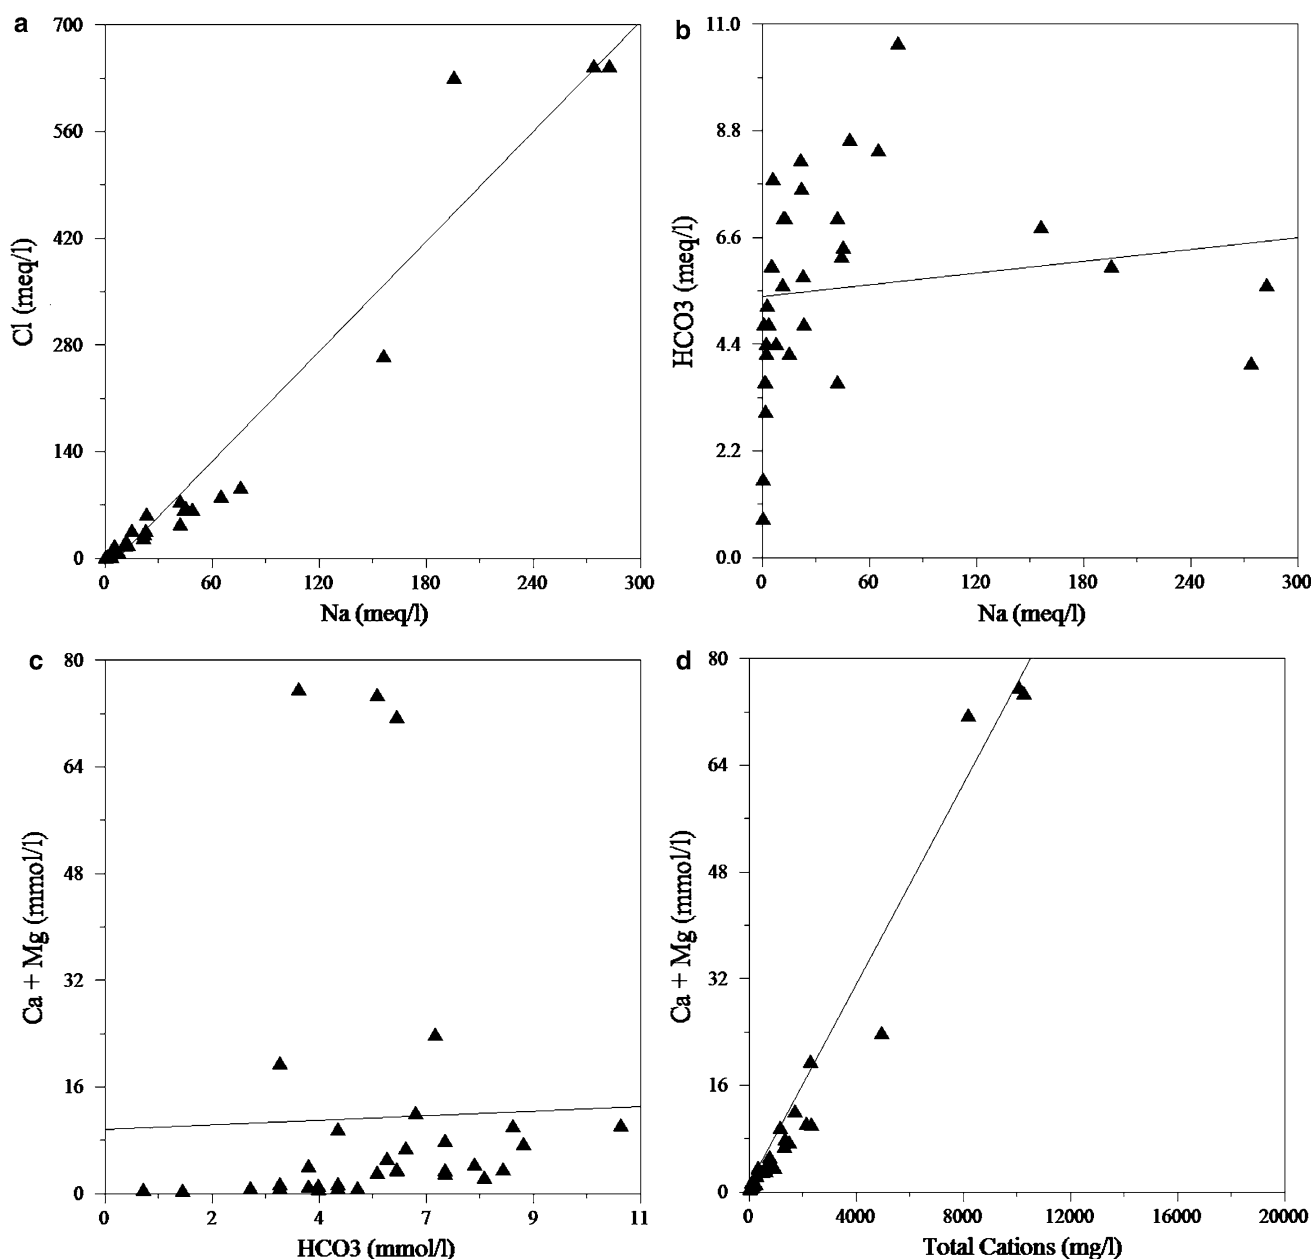 a
700
560
420
280
140
0
Cl (meq/l)
0 60 120 180 240 300
Na (meq/l)
b
11.0
8.8
6.6
4.4
2.2
0.0
HCO3 (meq/l)
0 60 120 180 240 300
Na (meq/l)
c
80
64
48
32
16
0
Ca + Mg (mmol/l)
0 2 4 7 9 11
HCO3 (mmol/l)
d
80
64
48
32
16
0
Ca + Mg (mmol/l)
0 4000 8000 12000 16000 20000
Total Cations (mg/l)